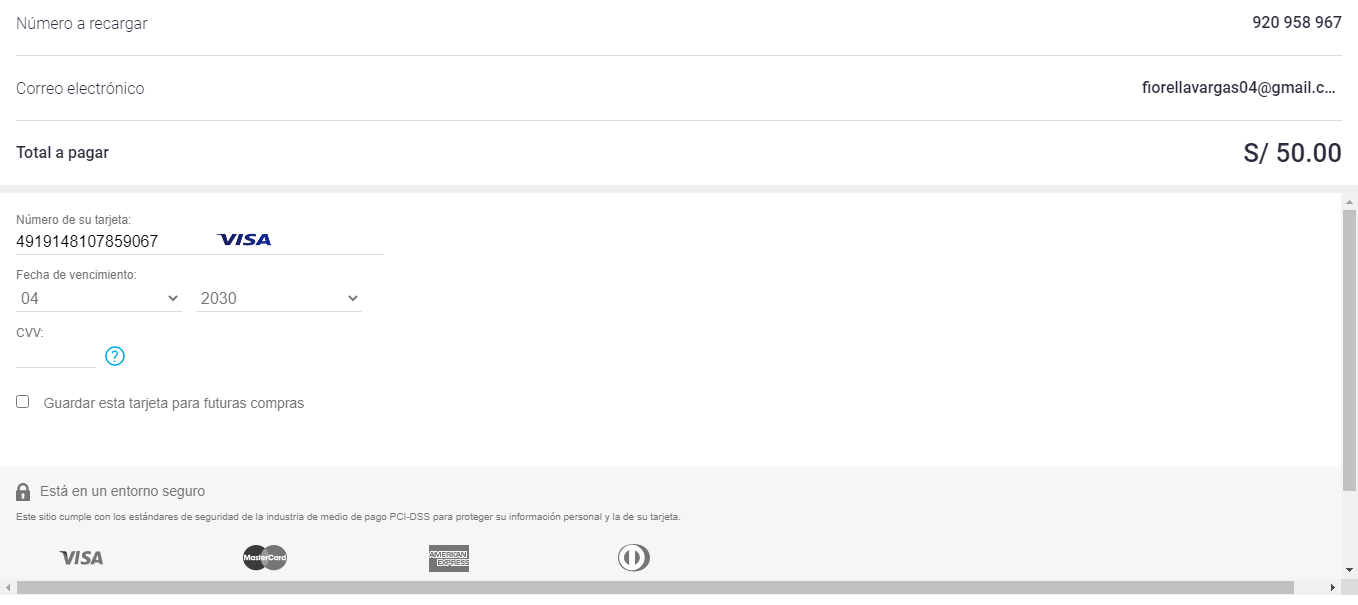 Número a recargar 920 958 967
Correo electrónico fiorellavargas04@gmail.c...
Total a pagar S/ 50.00
Número de su tarjeta:
4919148107859067 VISA
Fecha de vencimiento:
04 2030
CVV:
?
Guardar esta tarjeta para futuras compras
Está en un entorno seguro
Este sitio cumple con los estándares de seguridad de la industria de medio de pago PCI-DSS para proteger su información personal y la de su tarjeta.
VISA MasterCard AMERICAN EXPRESS